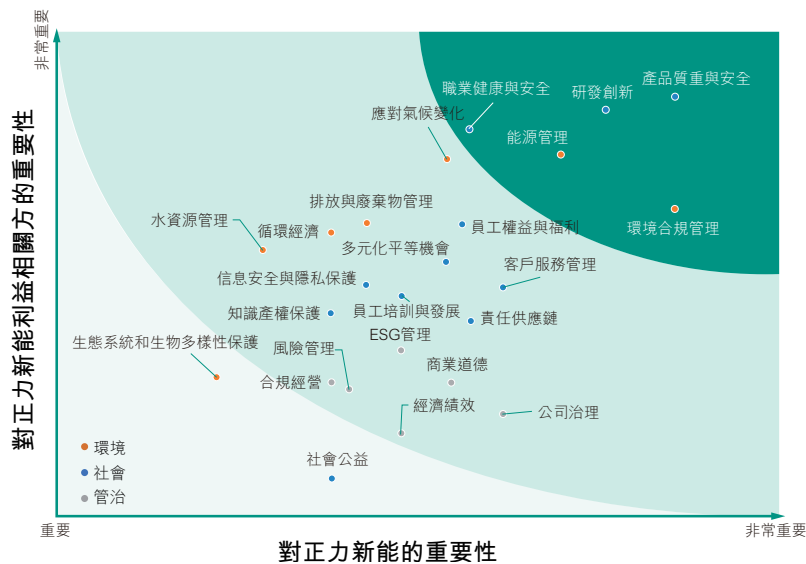 非常重要
對正力新能利益相關方的重要性
產品質重與安全
職業健康與安全
研發創新
應對氣候變化
能源管理
排放與廢棄物管理
水資源管理
循環經濟
員工權益與福利
環境合規管理
多元化平等機會
客戶服務管理
信息安全與隱私保護
知識產權保護
員工培訓與發展
責任供應鏈
ESG管理
生態系統和生物多樣性保護
風險管理
合規經營
商業道德
經濟績效
公司治理
社會公益
環境
社會
管治
重要
非常重要
對正力新能的重要性